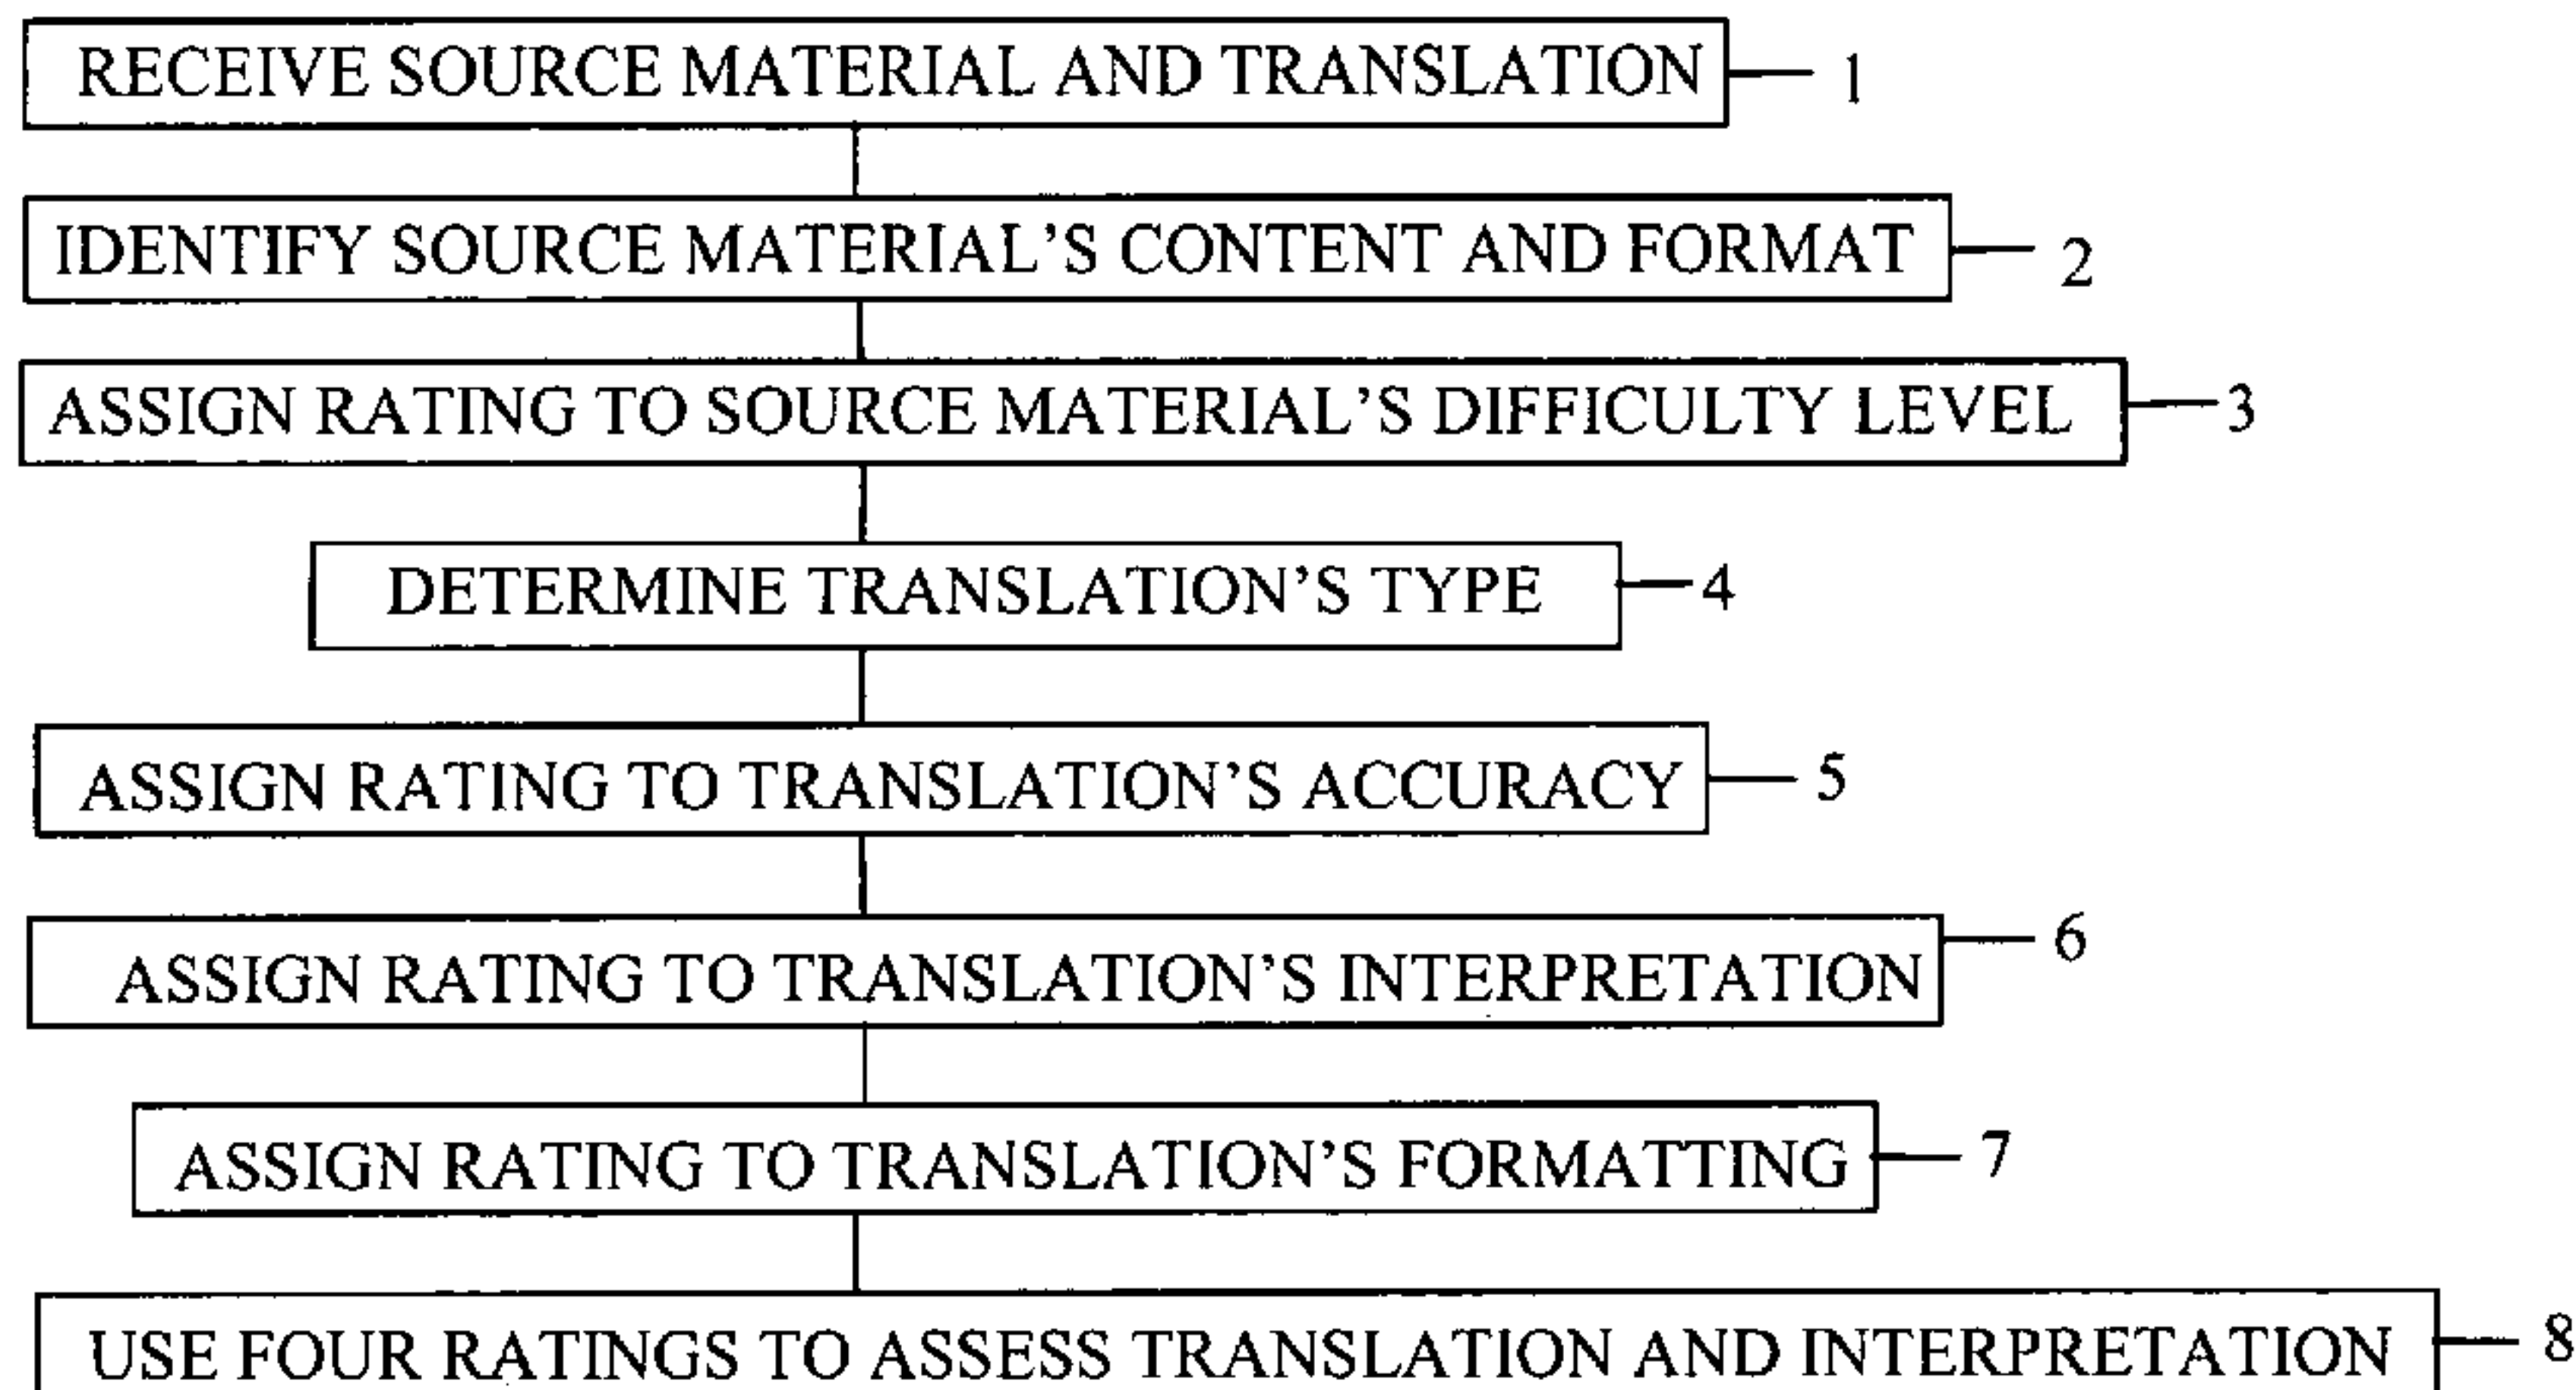 RECEIVE SOURCE MATERIAL AND TRANSLATION 1
IDENTIFY SOURCE MATERIAL’S CONTENT AND FORMAT 2
ASSIGN RATING TO SOURCE MATERIAL’S DIFFICULTY LEVEL 3
DETERMINE TRANSLATION’S TYPE 4
ASSIGN RATING TO TRANSLATION’S ACCURACY 5
ASSIGN RATING TO TRANSLATION’S INTERPRETATION 6
ASSIGN RATING TO TRANSLATION’S FORMATTING 7
USE FOUR RATINGS TO ASSESS TRANSLATION AND INTERPRETATION 8